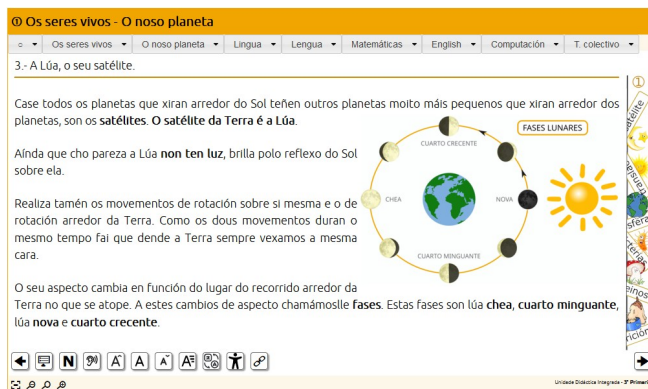 ① Os seres vivos - O noso planeta
Os seres vivos O noso planeta Lingua Lengua Matemáticas English Computación T. colectivo
3.- A Lúa, o seu satélite.
①
Case todos os planetas que xiran arredor do Sol teñen outros planetas moito máis pequenos que xiran arredor dos
planetas, son os satélites. O satélite da Terra é a Lúa.
FASES LUNARES
CUARTO CRECENTE
Aínda que cho pareza a Lúa non ten luz, brilla polo reflexo do Sol
sobre ela.
CHEA
NOVA
Realiza tamén os movementos de rotación sobre si mesma e o de
rotación arredor da Terra. Como os dous movementos duran o
mesmo tempo fai que dende a Terra sempre vexamos a mesma
cara.
CUARTO MINGUANTE
O seu aspecto cambia en función do lugar do recorrido arredor da
Terra no que se atope. A estes cambios de aspecto chamámoslle fases. Estas fases son lúa chea, cuarto minguante,
lúa nova e cuarto crecente.
N A A A A
Unidade Didáctica Integrada - 3º Primari